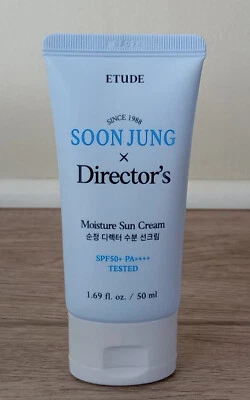 ETUDE
SINCE 1988
SOON JUNG
×
Director's
Moisture Sun Cream
순정 디렉터 수분 선크림
SPF50+ PA++++
TESTED
1.69 fl. oz. / 50 ml